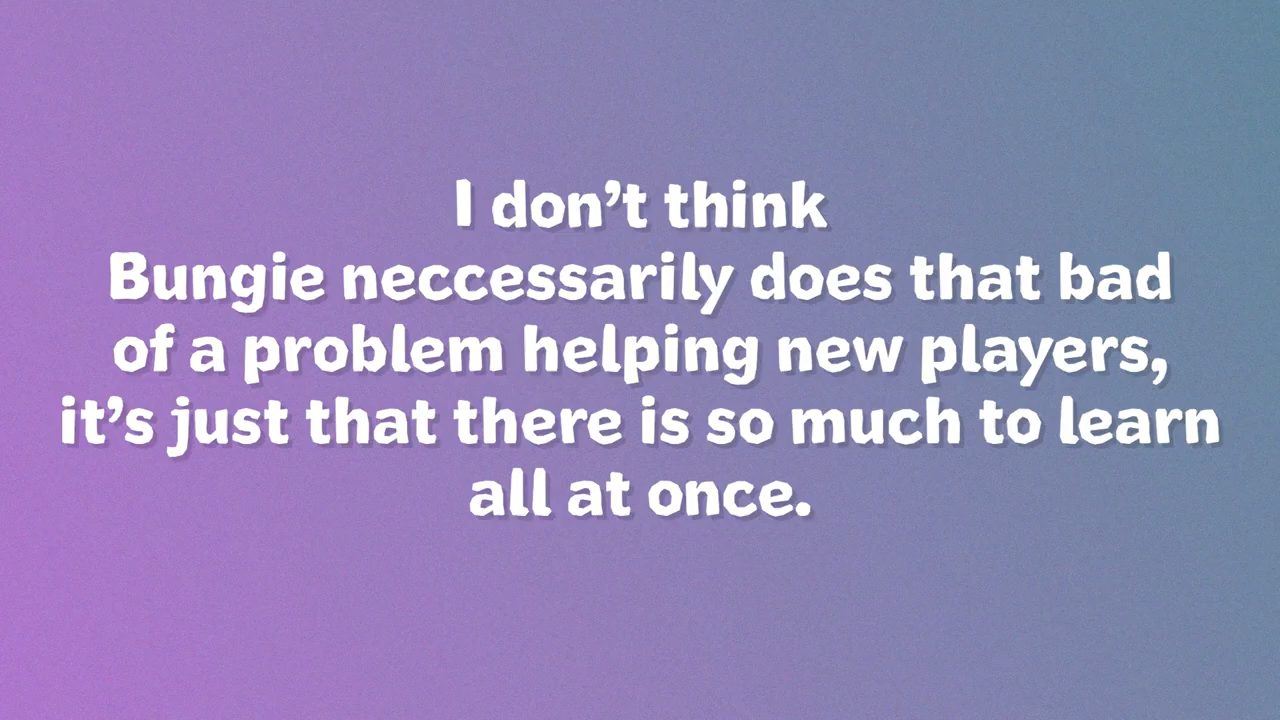 I don’t think
Bungie neccessarily does that bad
of a problem helping new players,
it’s just that there is so much to learn
all at once.